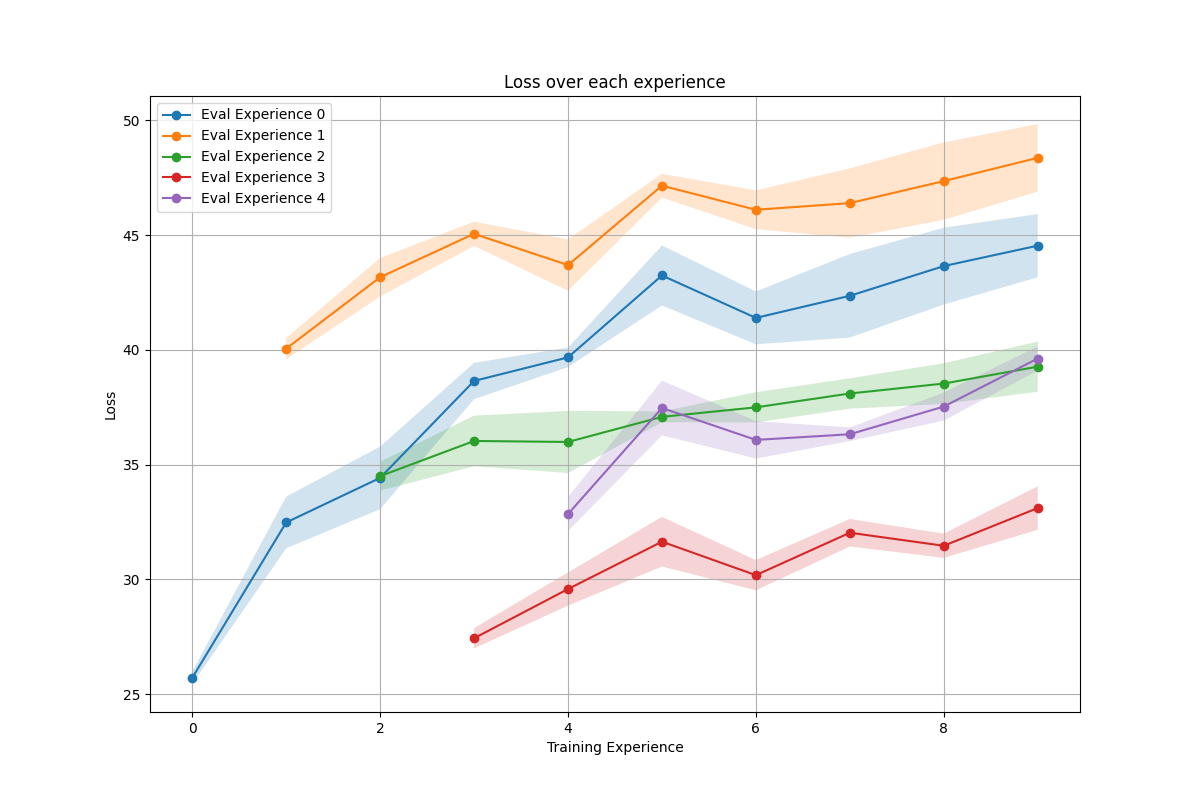 Loss over each experience
Eval Experience 0
Eval Experience 1
Eval Experience 2
Eval Experience 3
Eval Experience 4
50
45
40
35
30
25
Loss
0 2 4 6 8
Training Experience